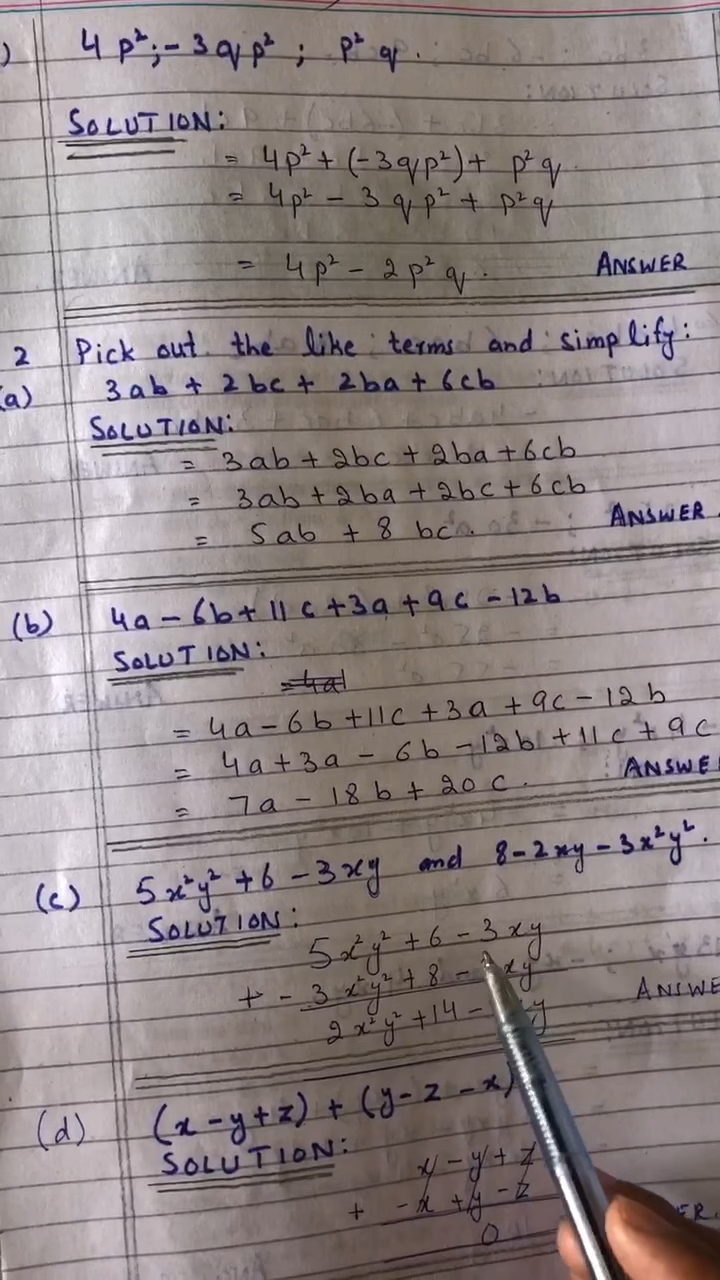 ) 4p²; -3qp²; p²q.
SOLUTION:
= 4p² + (-3qp²) + p²q
= 4p² - 3qp² + p²q
= 4p² - 2p²q. ANSWER
2 Pick out the like terms and simplify:
(a) 3ab + 2bc + 2ba + 6cb
SOLUTION:
= 3ab + 2bc + 2ba + 6cb
= 3ab + 2ba + 2bc + 6cb
= 5ab + 8bc. ANSWER.
(b) 4a - 6b + 11c + 3a + 9c - 12b
SOLUTION:
= 4a - 6b + 11c + 3a + 9c - 12b
= 4a + 3a - 6b - 12b + 11c + 9c
= 7a - 18b + 20c. ANSWE
(c) 5x²y² + 6 - 3xy and 8 - 2xy - 3x²y².
SOLUTION:
5x²y² + 6 - 3xy
+ - 3x²y² + 8 - xy
2x²y² + 14 - y ANSWE
(d) (x - y + z) + (y - z - x)
SOLUTION:
x - y + z
+ -x + y - z
0 ER.